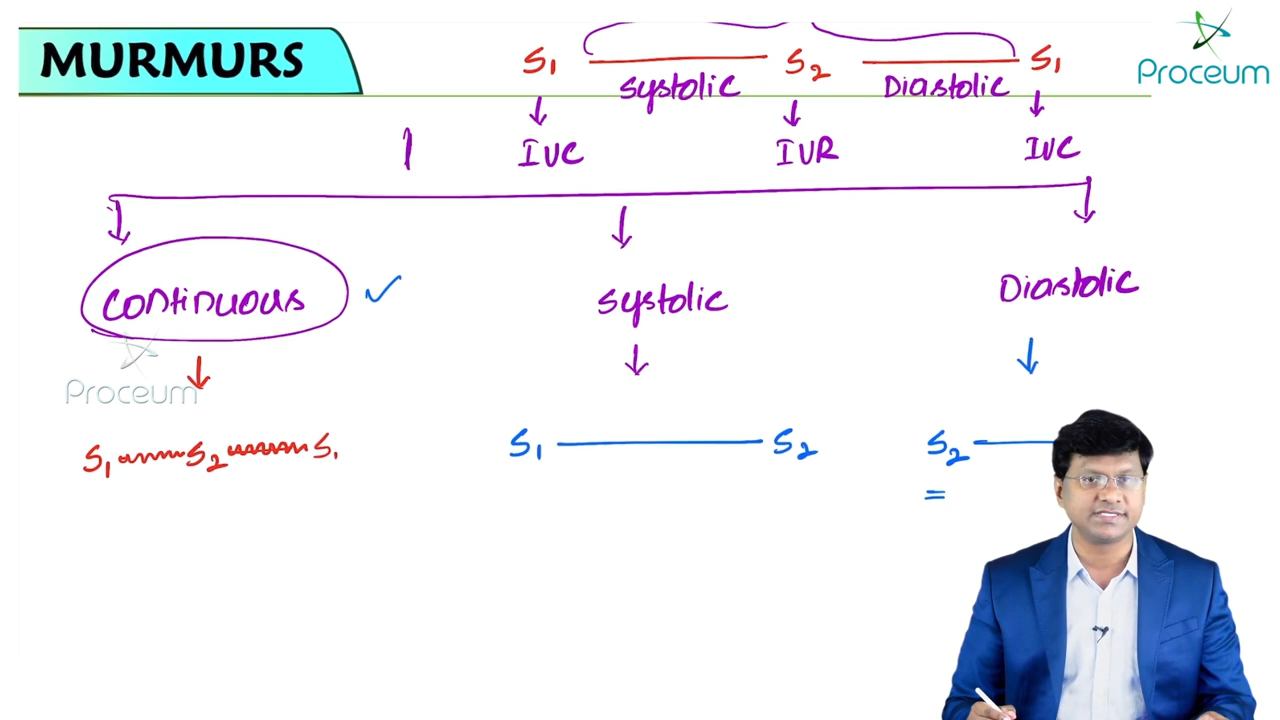 MURMURS
S₁ S₂ S₁
Proceum
Systolic Diastolic
IVC IVR IVC
Continuous Systolic Diastolic
Proceum
S₁ S₂ S₁ S₁ S₂ S₂
=